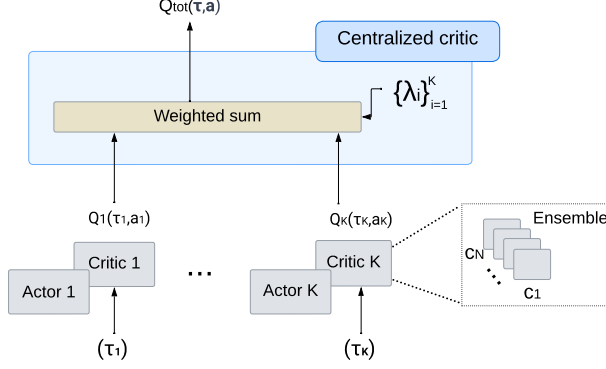 Qtot(τ,a)
Centralized critic
{λi}ᴷᵢ₌₁
Weighted sum
Q1(τ1,a1)
QK(τK,aK)
Ensemble
Critic 1
Critic K
cN
Actor 1
...
Actor K
c1
(τ1)
(τK)